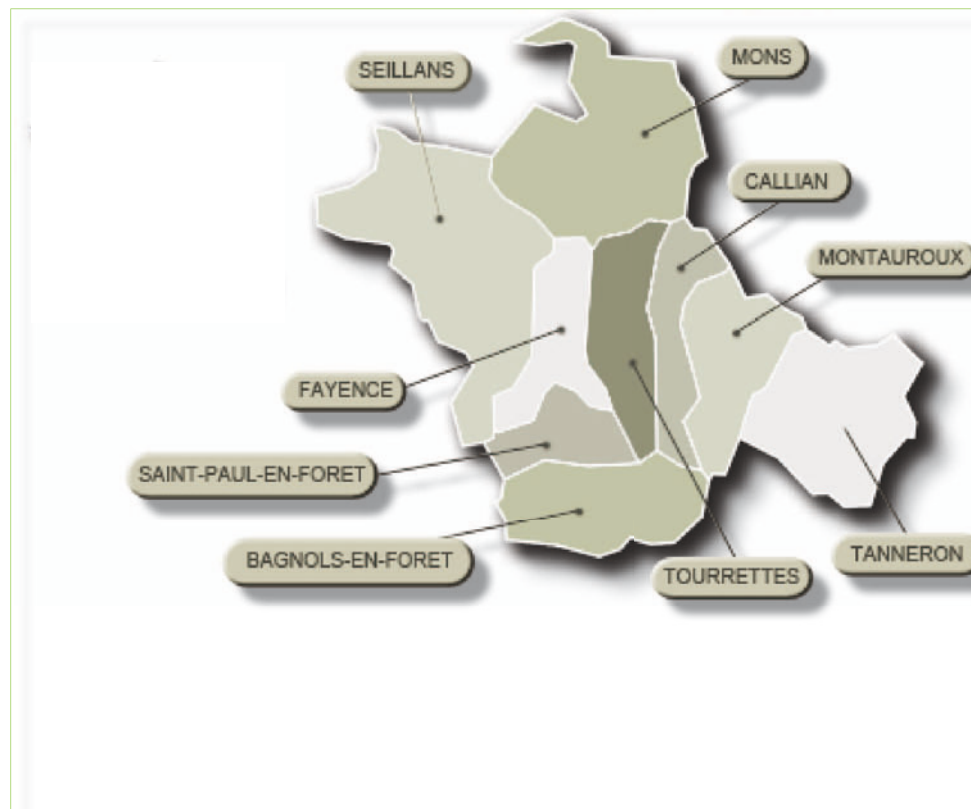 SEILLANS
MONS
CALLIAN
MONTAUROUX
FAYENCE
SAINT-PAUL-EN-FORET
BAGNOLS-EN-FORET
TOURRETTES
TANNERON